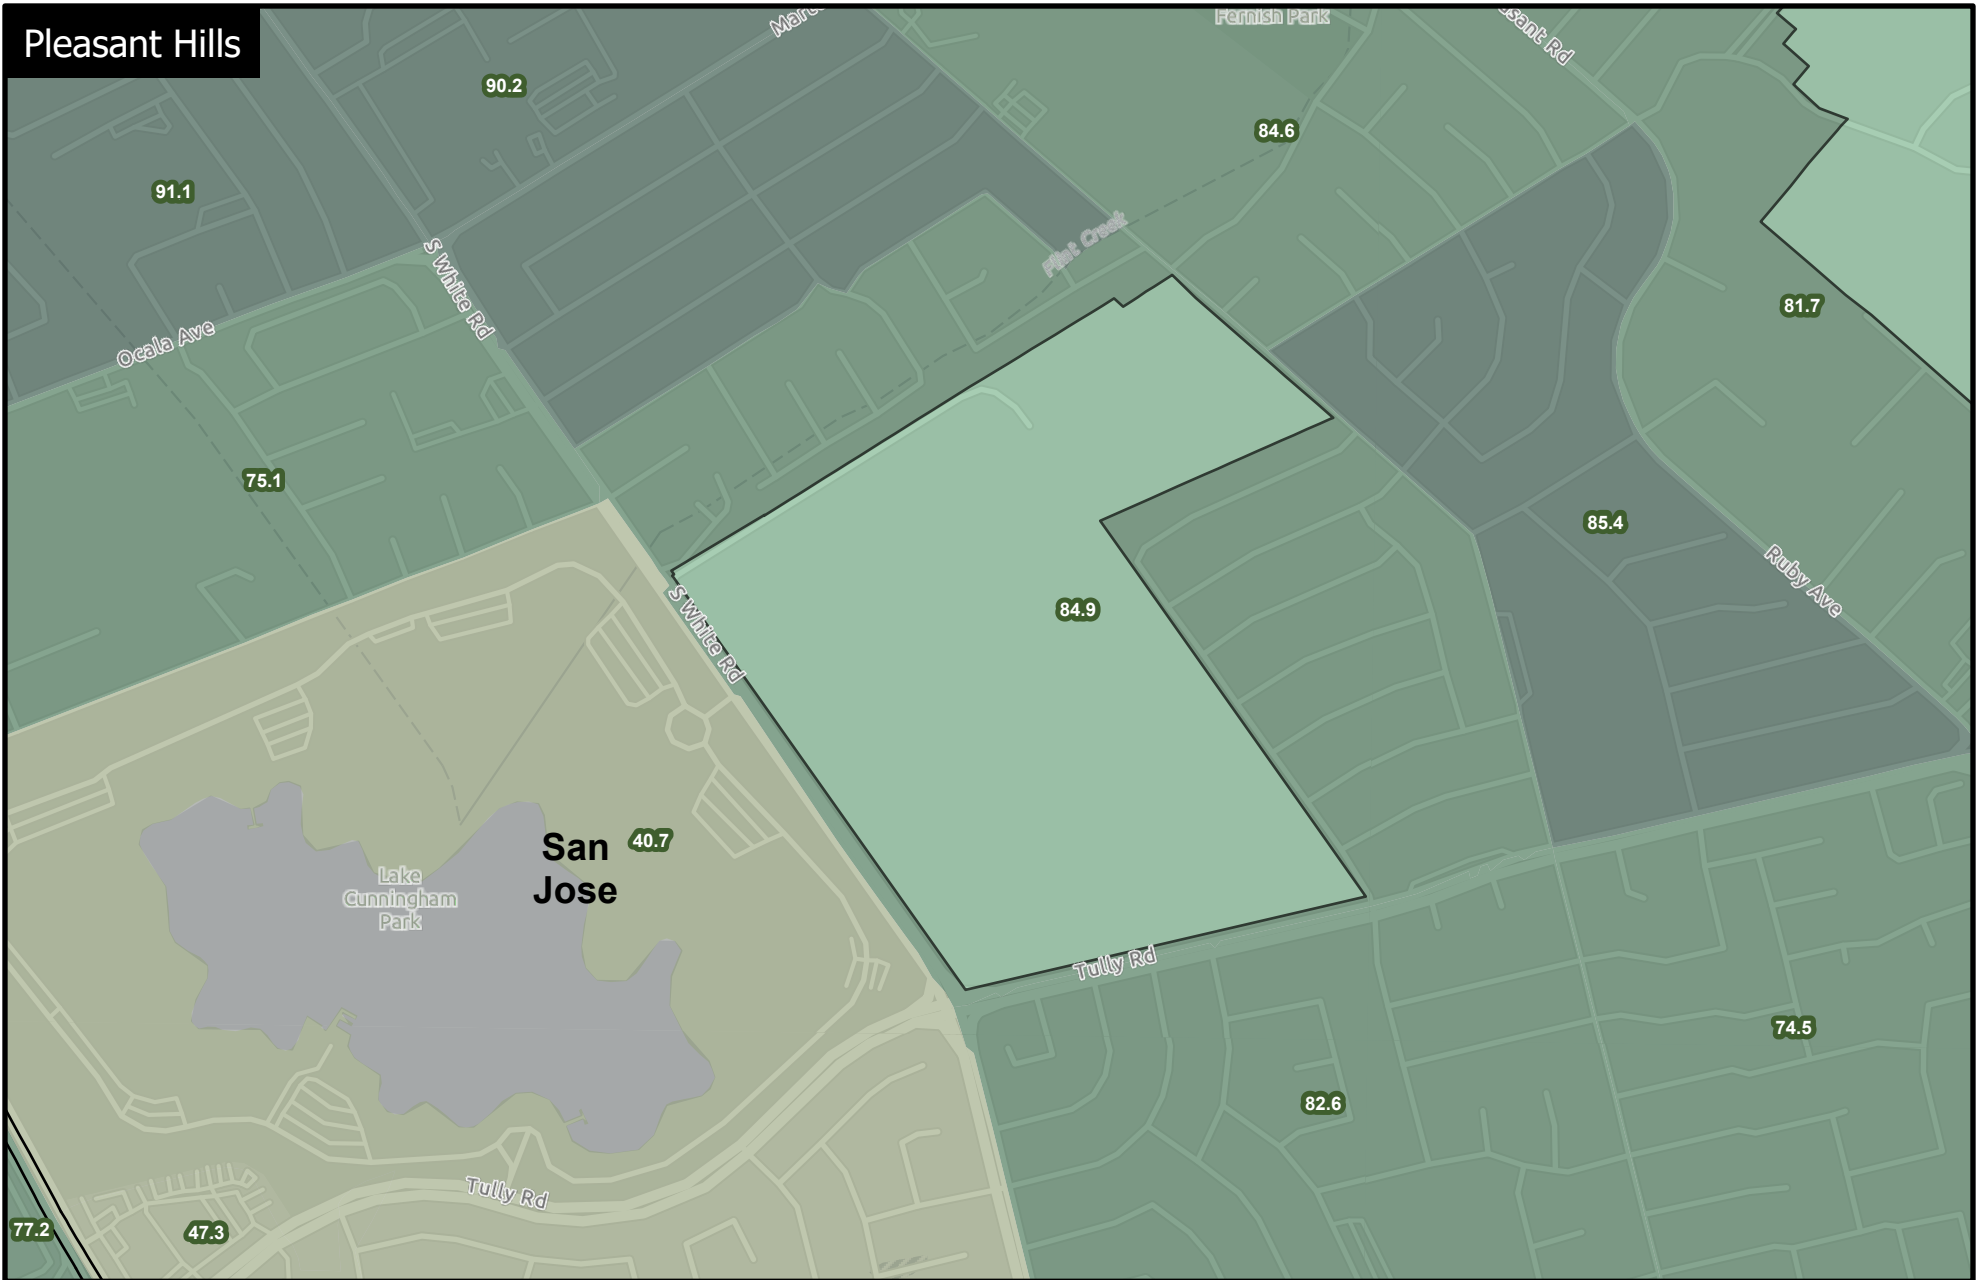 Pleasant Hills
Fernish Park
90.2
84.6
91.1
S White Rd
Flint Creek
81.7
Ocala Ave
75.1
85.4
Ruby Ave
S White Rd
84.9
San
Jose
40.7
Lake
Cunningham
Park
Tully Rd
74.5
82.6
Tully Rd
77.2
47.3